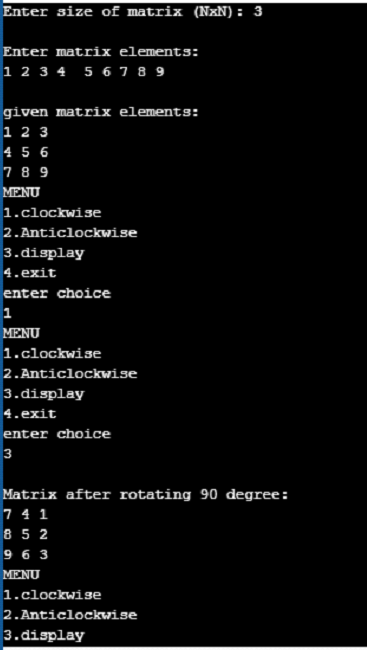 Enter size of matrix (NxN): 3
Enter matrix elements:
1 2 3 4  5 6 7 8 9
given matrix elements:
1 2 3
4 5 6
7 8 9
MENU
1.clockwise
2.Anticlockwise
3.display
4.exit
enter choice
1
MENU
1.clockwise
2.Anticlockwise
3.display
4.exit
enter choice
3
Matrix after rotating 90 degree:
7 4 1
8 5 2
9 6 3
MENU
1.clockwise
2.Anticlockwise
3.display